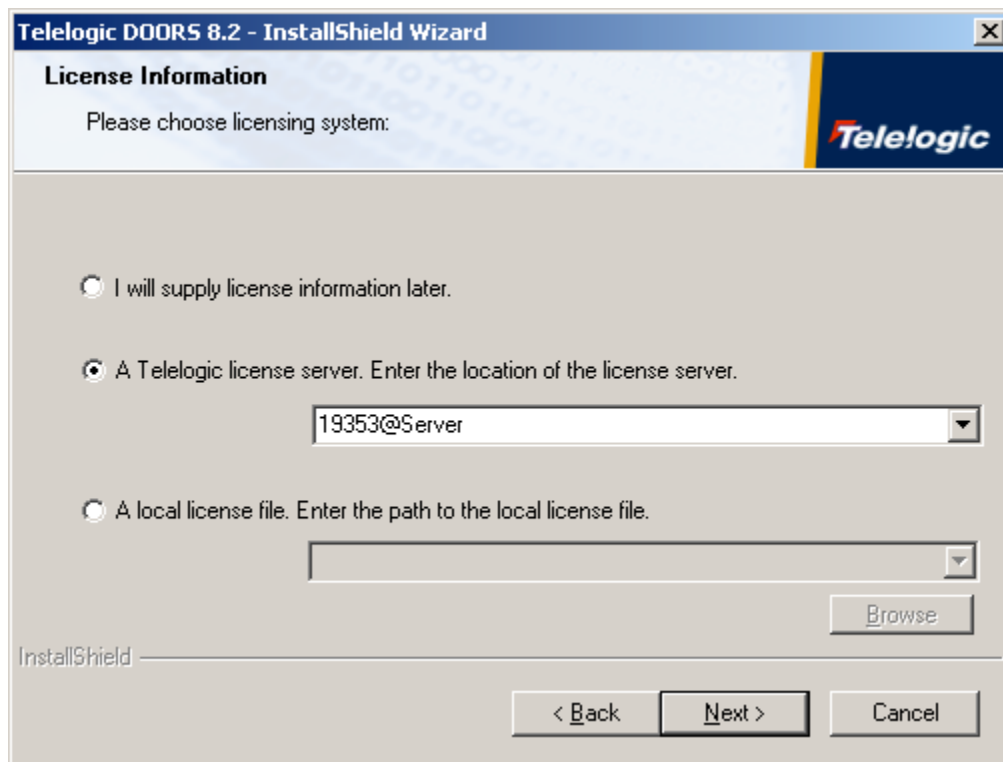 Telelogic DOORS 8.2 - InstallShield Wizard
License Information
Please choose licensing system:
Telelogic
I will supply license information later.
A Telelogic license server. Enter the location of the license server.
19353@Server
A local license file. Enter the path to the local license file.
Browse
InstallShield
< Back
Next >
Cancel